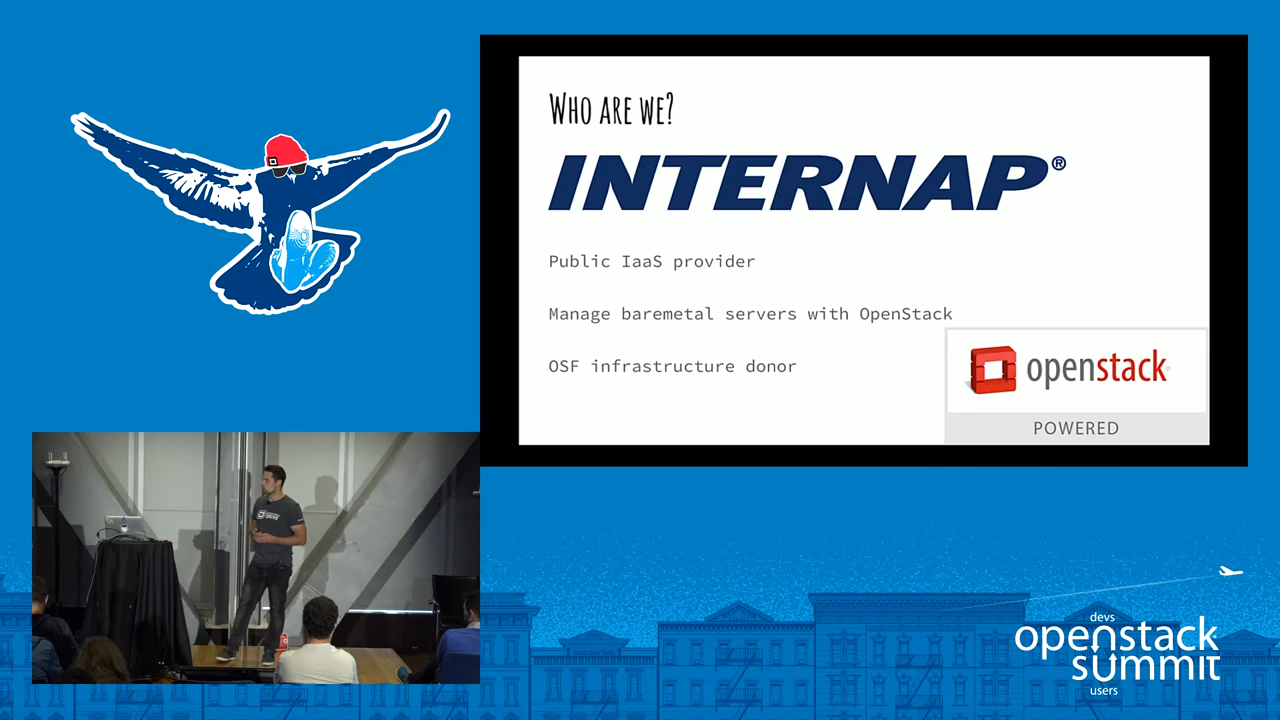 WHO ARE WE?
INTERNAP®
Public IaaS provider
Manage baremetal servers with OpenStack
OSF infrastructure donor
openstack
POWERED
devs
openstack
summit
users